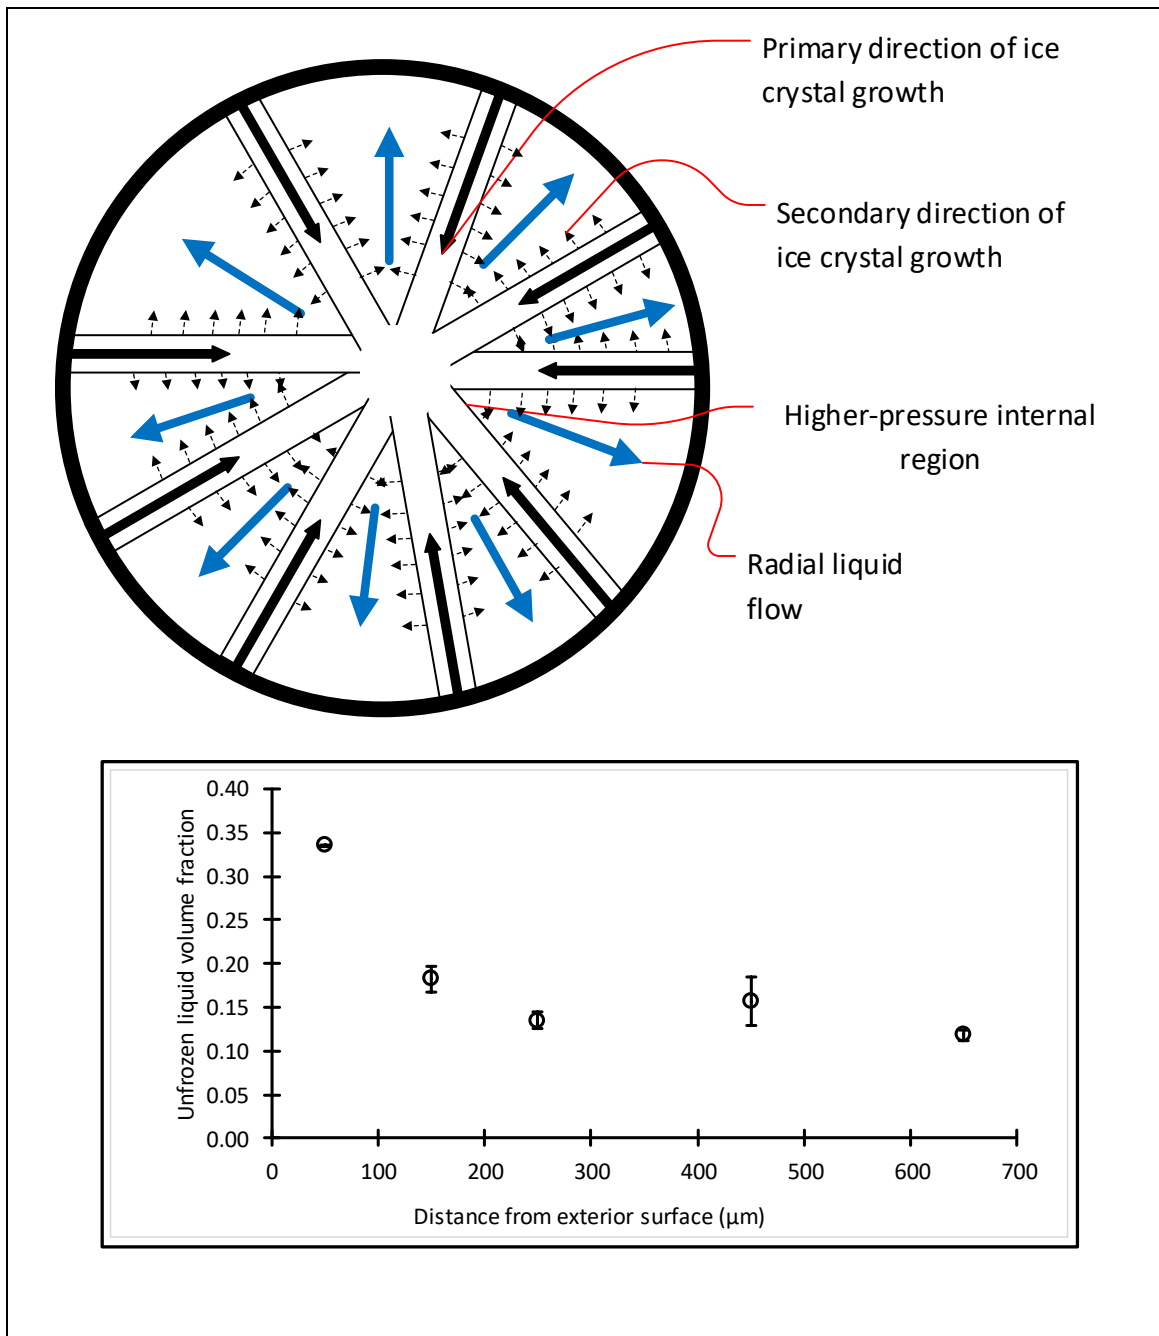 Primary direction of ice
crystal growth
Secondary direction of
ice crystal growth
Higher-pressure internal
region
Radial liquid
flow
Unfrozen liquid volume fraction
0.40
0.35
0.30
0.25
0.20
0.15
0.10
0.05
0.00
0 100 200 300 400 500 600 700
Distance from exterior surface (μm)